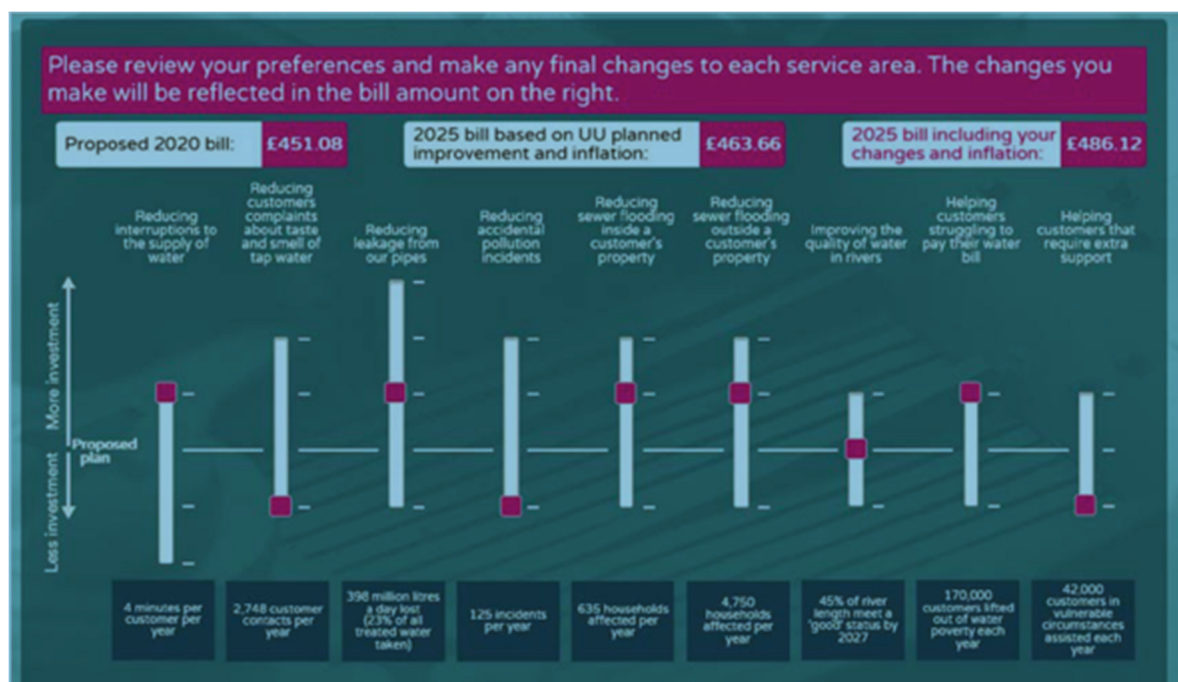 Please review your preferences and make any final changes to each service area. The changes you
make will be reflected in the bill amount on the right.
Proposed 2020 bill:
£451.08
2025 bill based on UU planned
improvement and inflation:
£463.66
2025 bill including your
changes and inflation:
£486.12
Reducing
interruptions to
the supply of
water
Reducing
customers
complaints
about taste
and smell of
tap water
Reducing
leakage from
our pipes
Reducing
accidental
pollution
incidents
Reducing
sewer flooding
inside a
customer's
property
Reducing
sewer flooding
outside a
customer's
property
Improving the
quality of water
in rivers
Helping
customers
struggling to
pay their water
bill
Helping
customers that
require extra
support
More investment
Proposed
plan
Less investment
4 minutes per
customer per
year
2,748 customer
contacts per
year
398 million litres
a day lost
(23% of all
treated water
taken)
125 incidents
per year
635 households
affected per
year
4,750
households
affected per
year
45% of river
length meet a
'good' status by
2027
170,000
customers lifted
out of water
poverty each
year
42,000
customers in
vulnerable
circumstances
assisted each
year